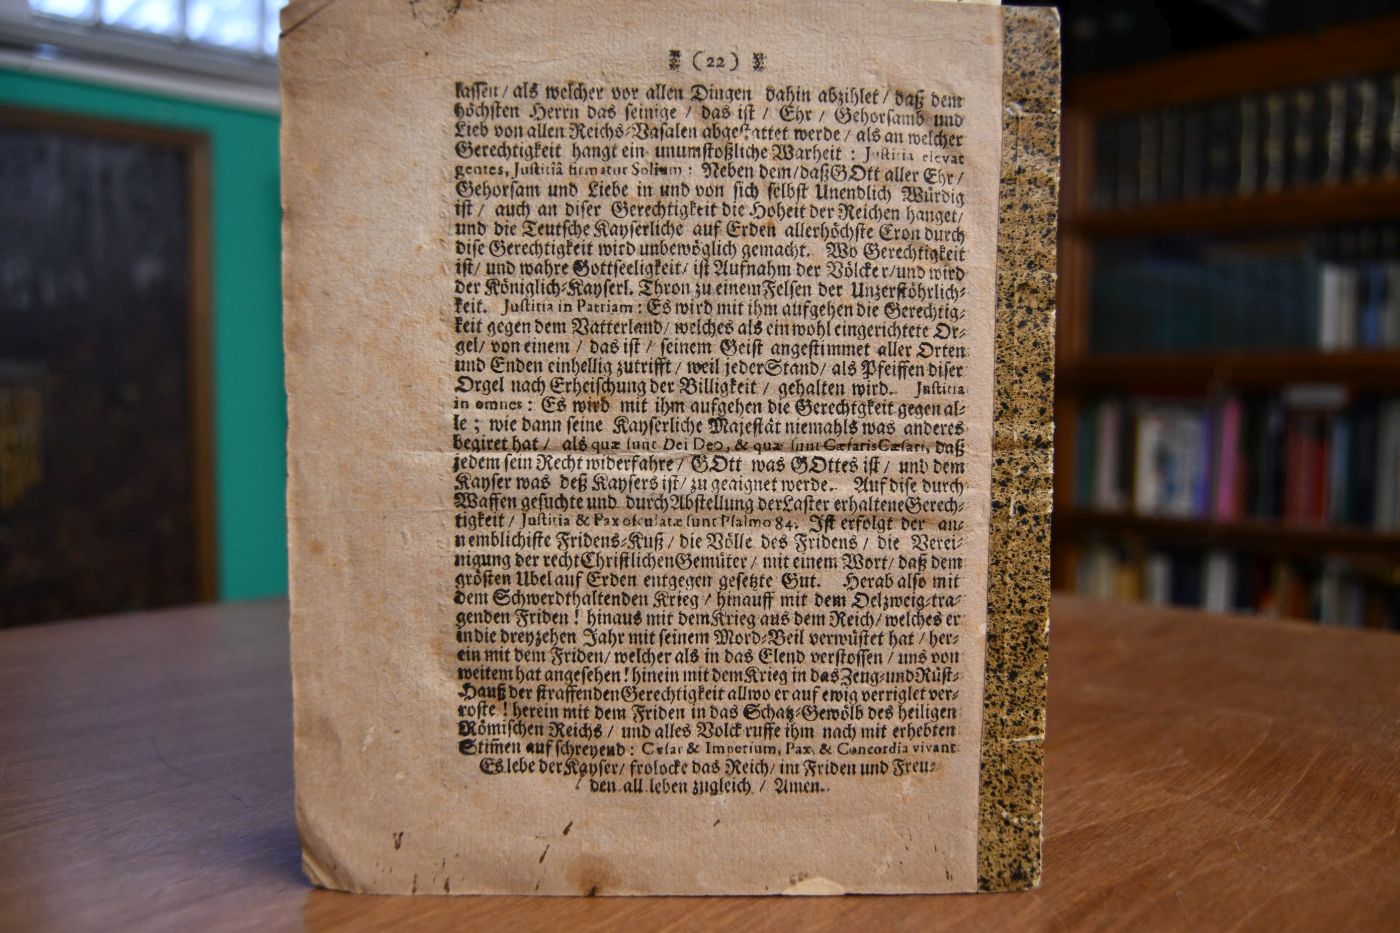 (22)
lassen / als welcher vor allen Dingen dahin abzihlet / daß dem
höchsten Herrn das seinige / das ist / Ehr / Gehorsamb und
Lieb von allen Reichs-Vasalen abgestattet werde / als an welcher
Gerechtigkeit hangt ein unumstoßliche Warheit : Justitia elevat
gentes, Justitiâ firmatur Solium : Neben dem / daß GOtt aller Ehr /
Gehorsam und Liebe in und von sich selbst Unendlich Würdig
ist / auch an diser Gerechtigkeit die Hoheit der Reichen hanget /
und die Teutsche Kayserliche auf Erden allerhöchste Cron durch
dise Gerechtigkeit wird unbewöglich gemacht. Wo Gerechtigkeit
ist / und wahre Gottseeligkeit / ist Aufnahm der Völcker / und wird
der Königlich-Kayserl. Thron zu einem Felsen der Unzerstöhrlich-
keit. Justitia in Patriam : Es wird mit ihm aufgehen die Gerechtig-
keit gegen dem Vatterland / welches als ein wohl eingerichtete Or-
gel / von einem / das ist / seinem Geist angestimmet aller Orten
und Enden einhellig zutrifft / weil jeder Stand / als Pfeiffen diser
Orgel nach Erheischung der Billigkeit / gehalten wird. Justitia
in omnes : Es wird mit ihm aufgehen die Gerechtgkeit gegen al-
le ; wie dann seine Kayserliche Majestät niemahls was anderes
begiret hat / als quæ sunt Dei Deo, & quæ sunt Cæsaris Cæsari, daß
jedem sein Recht widerfahre / GOtt was GOttes ist / und dem
Kayser was deß Kaysers ist / zu geaignet werde. Auf dise durch
Waffen gesuchte und durch Abstellung der Laster erhaltene Gerech-
tigkeit / Justitia & Pax osculatæ sunt Psalmo 84. Ist erfolgt der an-
nemblichiste Fridens-Kuß / die Völle des Fridens / die Verei-
nigung der recht Christlichen Gemüter / mit einem Wort / daß dem
grösten Ubel auf Erden entgegen gesetzte Gut. Herab also mit
dem Schwerdthaltenden Krieg / hinauff mit dem Oelzweig-tra-
genden Friden ! hinaus mit dem Krieg aus dem Reich / welches er
in die dreyzehen Jahr mit seinem Mord-Beil verwüstet hat / her-
ein mit dem Friden / welcher als in das Elend verstossen / uns von
weitem hat angesehen ! hinein mit dem Krieg in das Zeug- und Rüst-
Hauß der straffenden Gerechtigkeit allwo er auf ewig verriglet ver-
roste ! herein mit dem Friden in das Schatz-Gewölb des heiligen
Römischen Reichs / und alles Volck ruffe ihm nach mit erhebten
Stim̃en auf schreyend : Cæsar & Imperium, Pax, & Concordia vivant
Es lebe der Kayser / frolocke das Reich / im Friden und Freu-
den all leben zugleich / Amen.